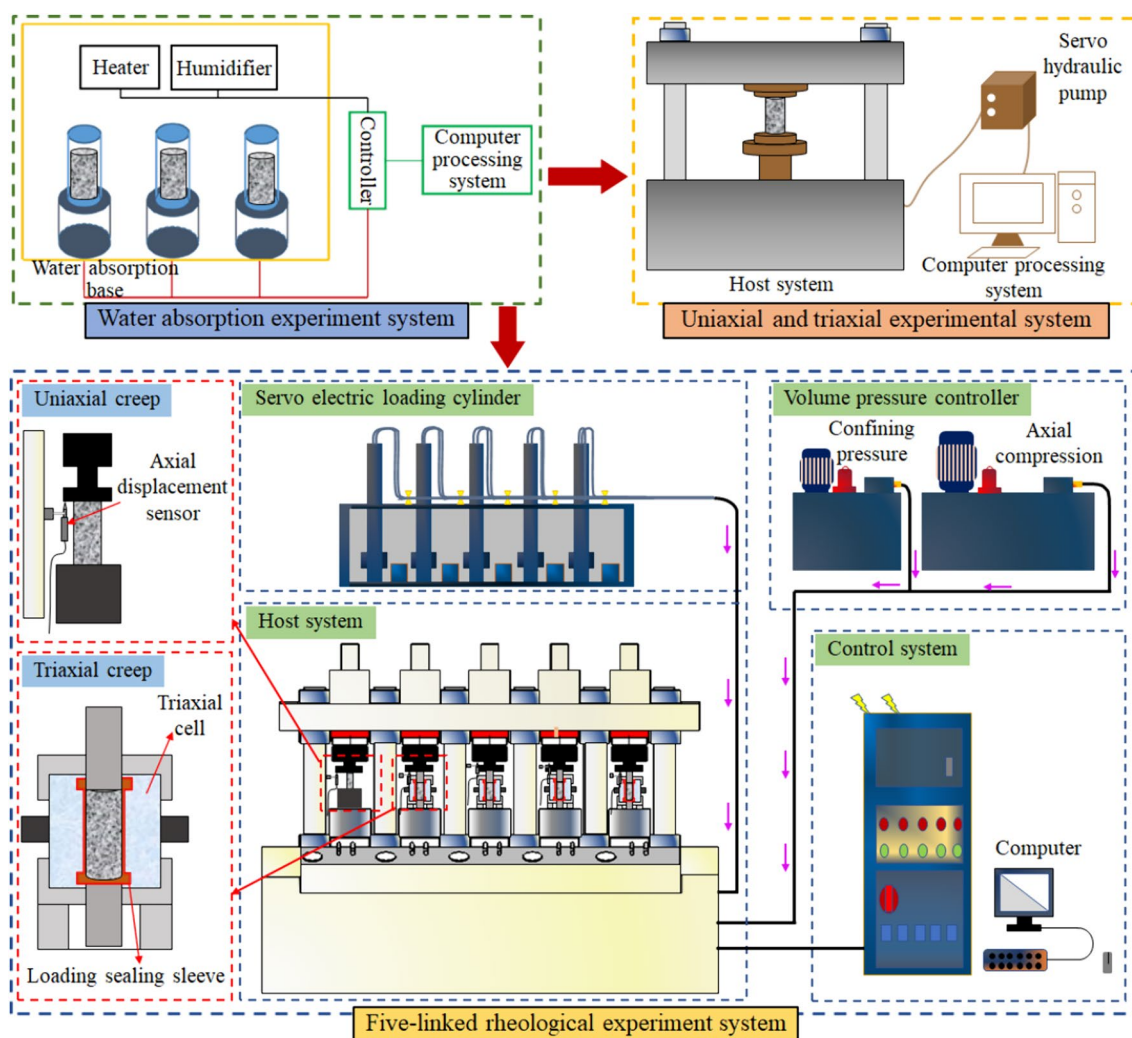 Heater
Humidifier
Controller
Computer
processing
system
Water absorption
base
Water absorption experiment system
Servo
hydraulic
pump
Host system
Computer processing
system
Uniaxial and triaxial experimental system
Uniaxial creep
Axial
displacement
sensor
Servo electric loading cylinder
Volume pressure controller
Confining
pressure
Axial
compression
Triaxial creep
Triaxial
cell
Loading sealing sleeve
Host system
Control system
Computer
Five-linked rheological experiment system